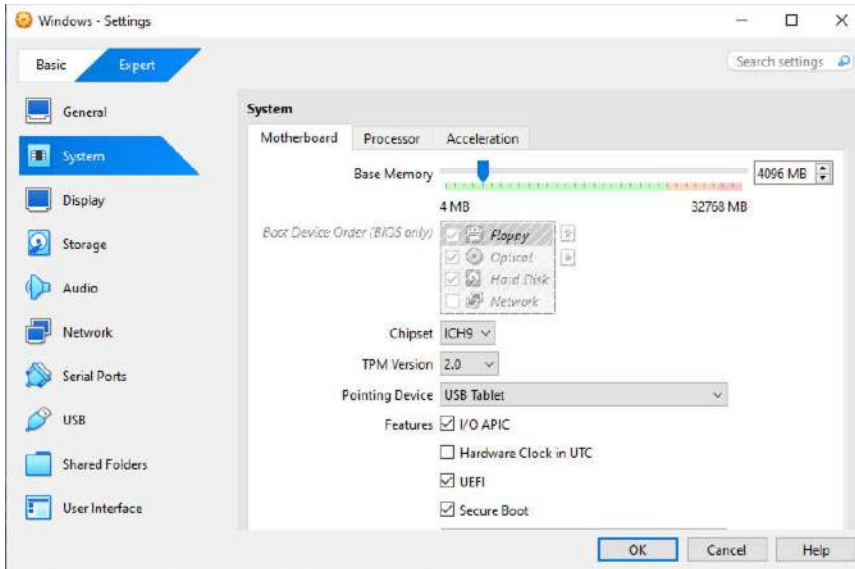 Windows - Settings
Basic
Expert
Search settings
General
System
Display
Storage
Audio
Network
Serial Ports
USB
Shared Folders
User Interface
System
Motherboard Processor Acceleration
Base Memory
4096 MB
4 MB 32768 MB
Boot Device Order (BIOS only)
Floppy
Optical
Hard Disk
Network
Chipset ICH9
TPM Version 2.0
Pointing Device USB Tablet
Features I/O APIC
Hardware Clock in UTC
UEFI
Secure Boot
OK Cancel Help